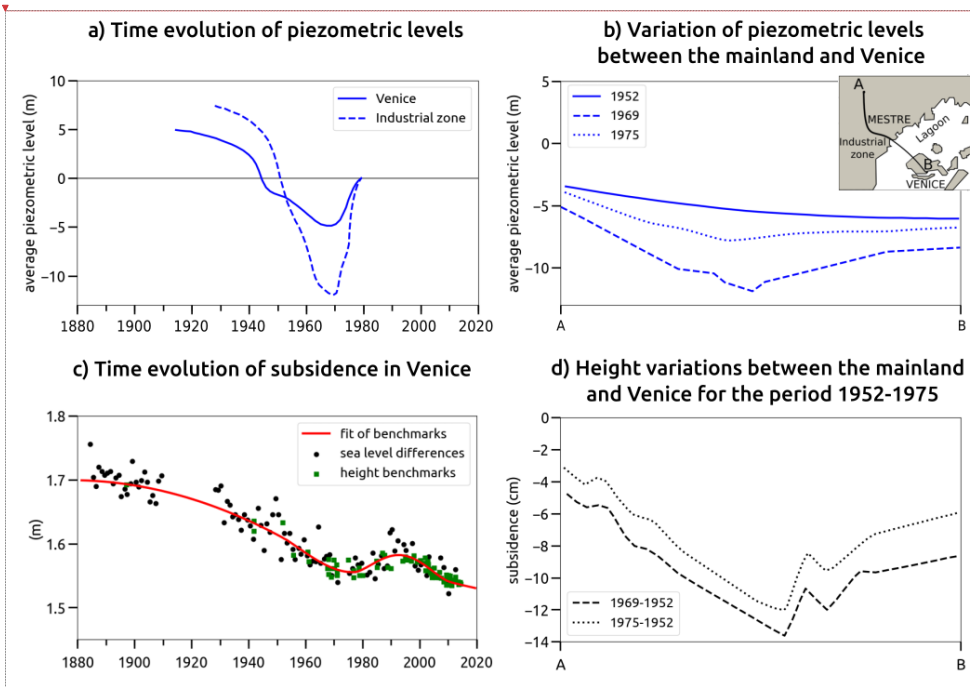 a) Time evolution of piezometric levels
average piezometric level (m)
10
5
0
−5
−10
Venice
Industrial zone
1880 1900 1920 1940 1960 1980 2000 2020
b) Variation of piezometric levels
between the mainland and Venice
average piezometric level (m)
5
0
−5
−10
1952
1969
1975
A
MESTRE
Lagoon
Industrial
zone
B
VENICE
A B
c) Time evolution of subsidence in Venice
(m)
1.8
1.7
1.6
1.5
fit of benchmarks
sea level differences
height benchmarks
1880 1900 1920 1940 1960 1980 2000 2020
d) Height variations between the mainland
and Venice for the period 1952-1975
subsidence (cm)
0
−2
−4
−6
−8
−10
−12
−14
1969-1952
1975-1952
A B